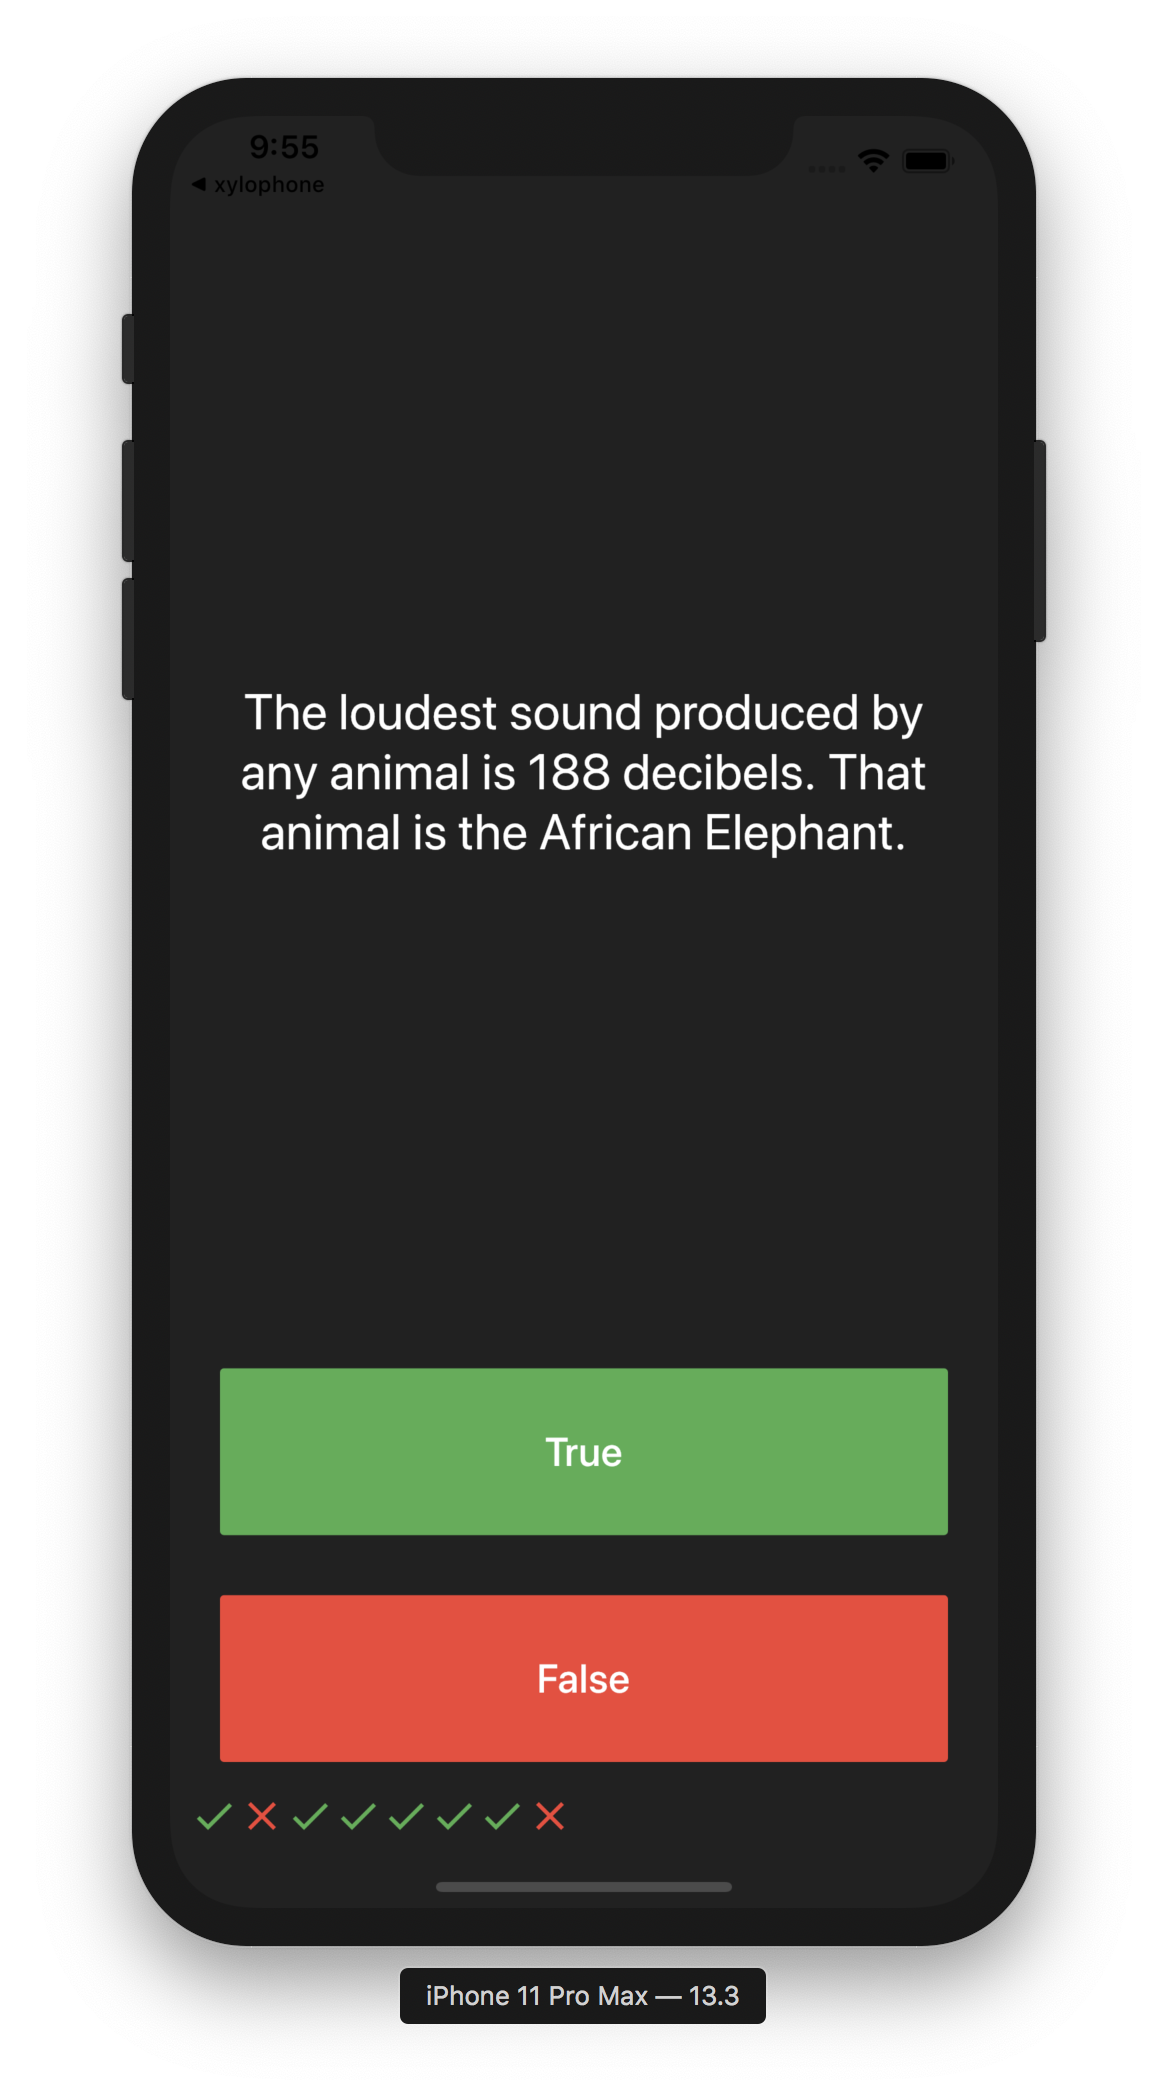 9:55
◀ xylophone
The loudest sound produced by
any animal is 188 decibels. That
animal is the African Elephant.
True
False
iPhone 11 Pro Max — 13.3